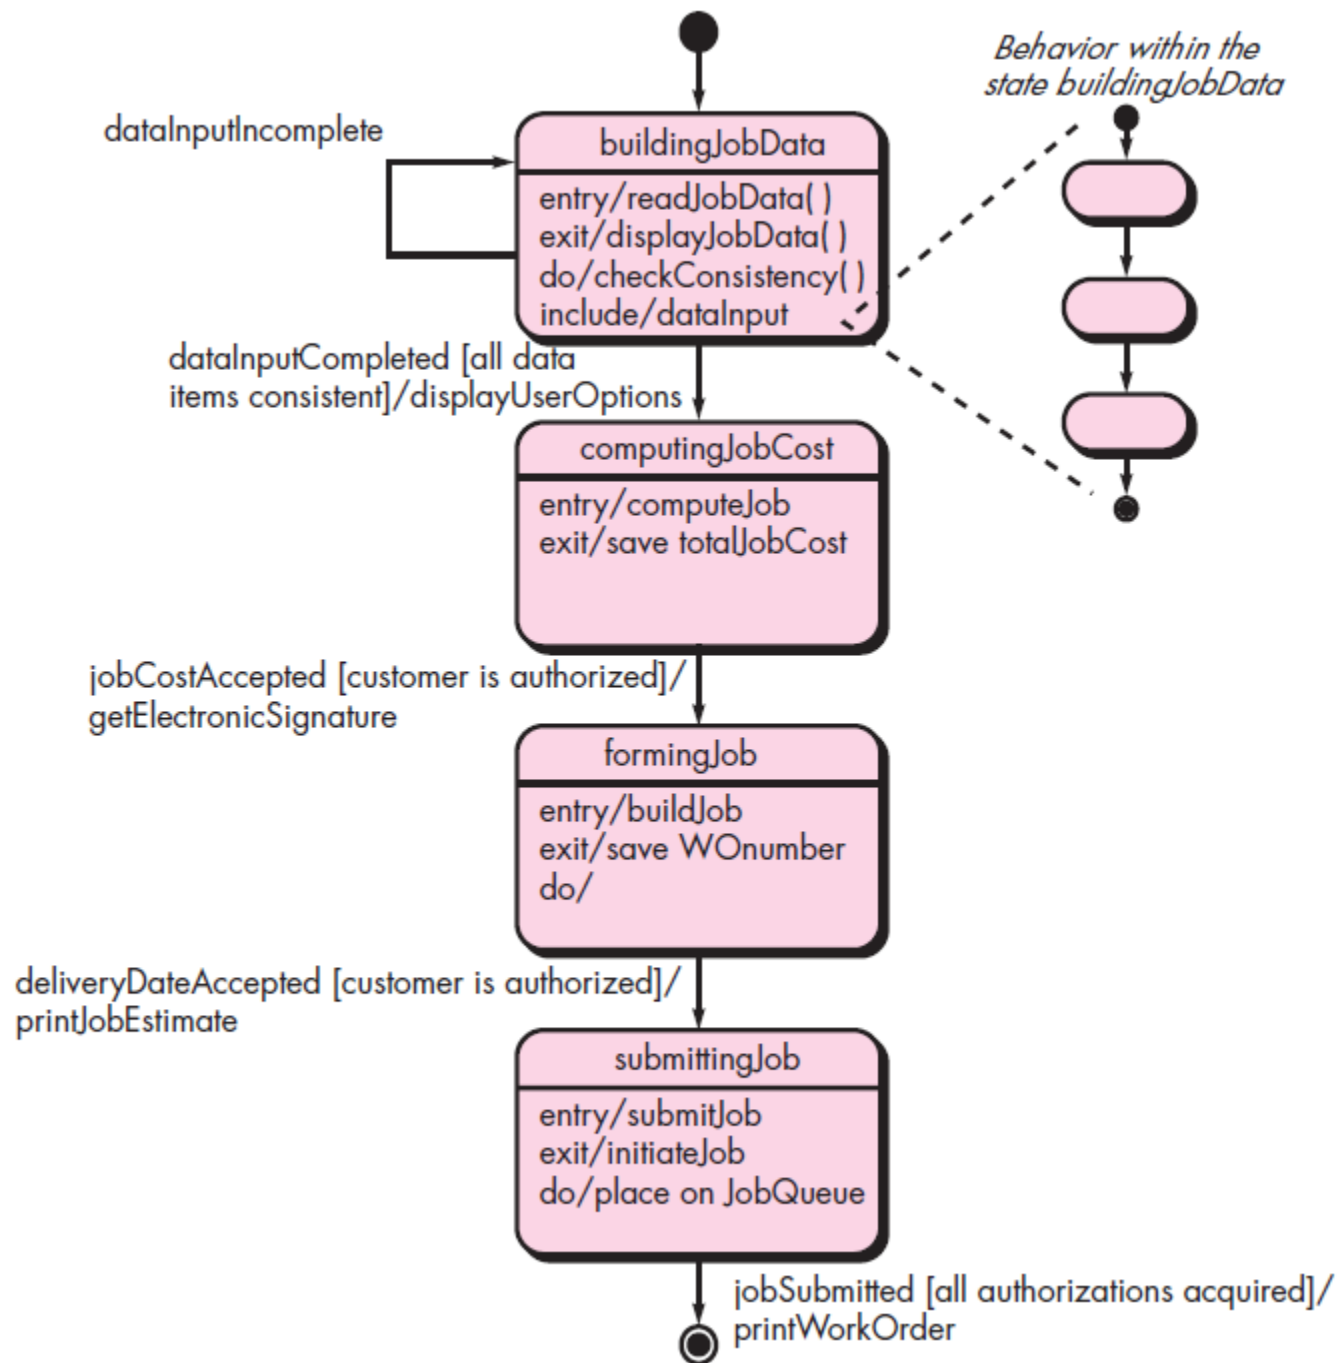 Behavior within the
state buildingJobData
dataInputIncomplete
buildingJobData
entry/readJobData( )
exit/displayJobData( )
do/checkConsistency( )
include/dataInput
dataInputCompleted [all data
items consistent]/displayUserOptions
computingJobCost
entry/computeJob
exit/save totalJobCost
jobCostAccepted [customer is authorized]/
getElectronicSignature
formingJob
entry/buildJob
exit/save WOnumber
do/
deliveryDateAccepted [customer is authorized]/
printJobEstimate
submittingJob
entry/submitJob
exit/initiateJob
do/place on JobQueue
jobSubmitted [all authorizations acquired]/
printWorkOrder